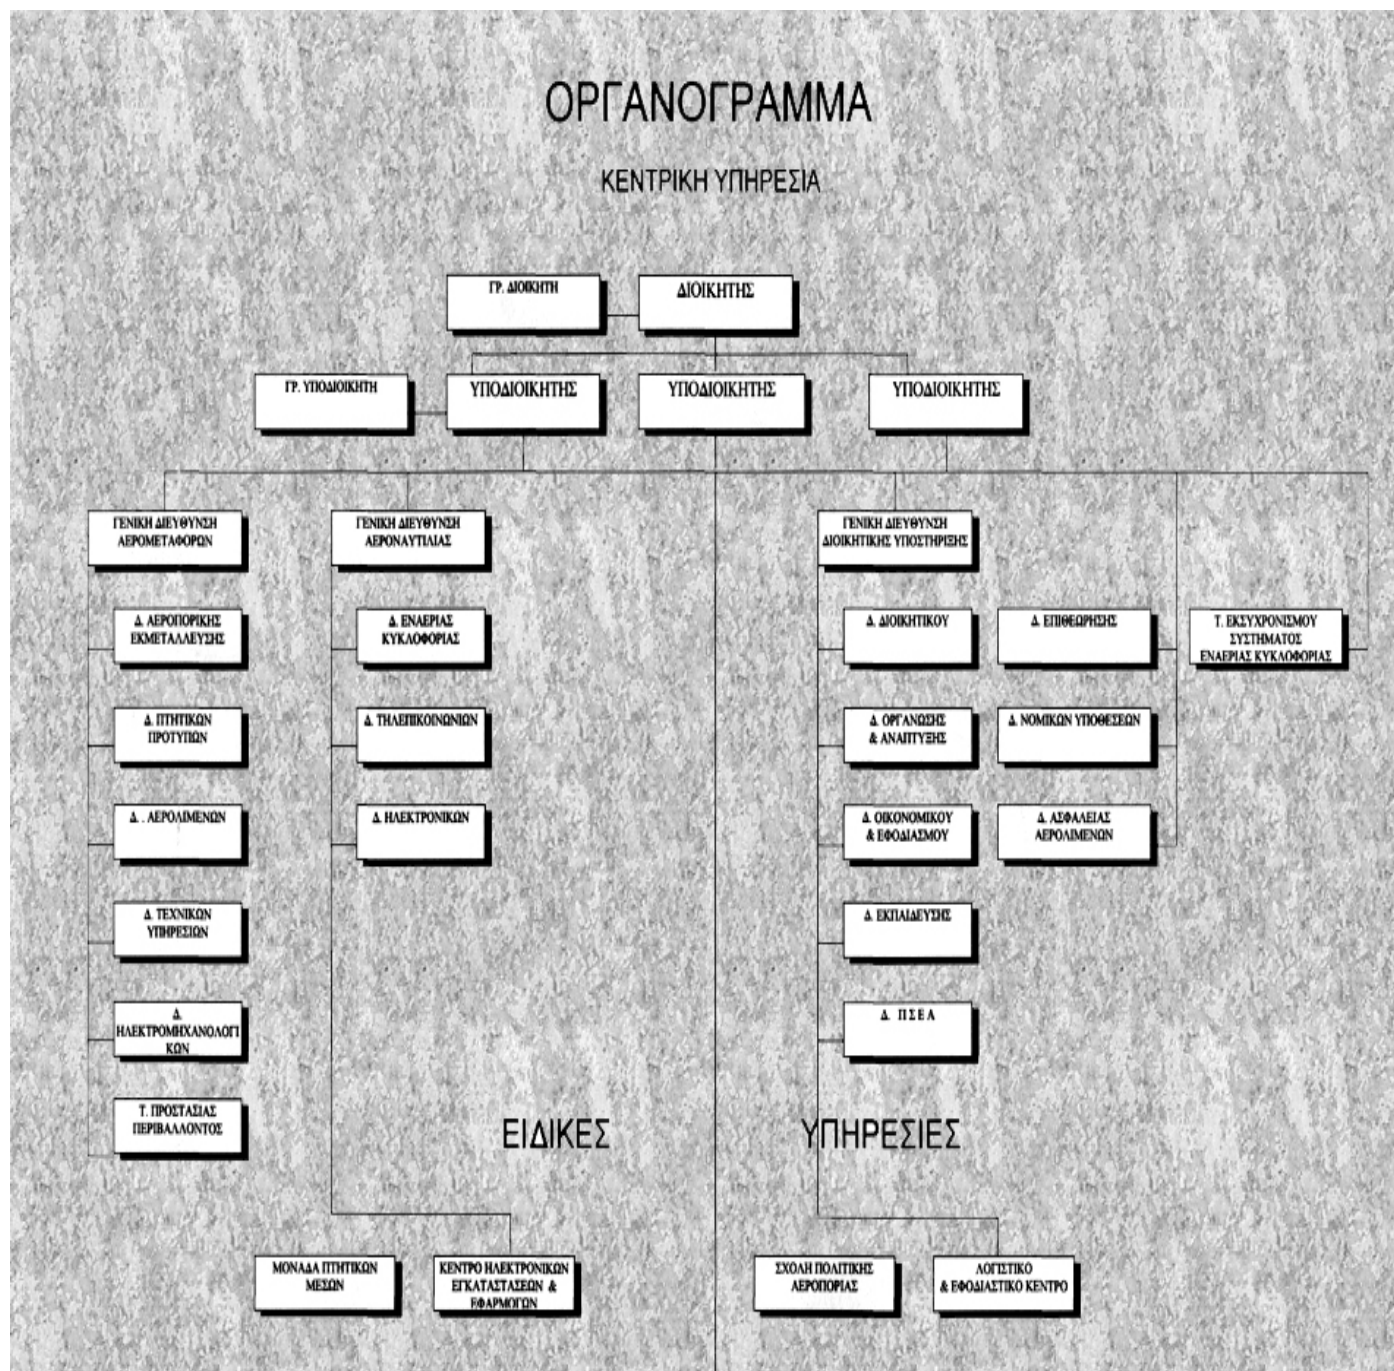 ΟΡΓΑΝΟΓΡΑΜΜΑ
ΚΕΝΤΡΙΚΗ ΥΠΗΡΕΣΙΑ
ΓΡ. ΔΙΟΙΚΗΤΗ
ΔΙΟΙΚΗΤΗΣ
ΓΡ. ΥΠΟΔΙΟΙΚΗΤΗ
ΥΠΟΔΙΟΙΚΗΤΗΣ
ΥΠΟΔΙΟΙΚΗΤΗΣ
ΥΠΟΔΙΟΙΚΗΤΗΣ
ΓΕΝΙΚΗ ΔΙΕΥΘΥΝΣΗ
ΑΕΡΟΜΕΤΑΦΟΡΩΝ
ΓΕΝΙΚΗ ΔΙΕΥΘΥΝΣΗ
ΑΕΡΟΝΑΥΤΙΛΙΑΣ
ΓΕΝΙΚΗ ΔΙΕΥΘΥΝΣΗ
ΔΙΟΙΚΗΤΙΚΗΣ ΥΠΟΣΤΗΡΙΞΗΣ
Δ. ΑΕΡΟΠΟΡΙΚΗΣ
ΕΚΜΕΤΑΛΛΕΥΣΗΣ
Δ. ΕΝΑΕΡΙΑΣ
ΚΥΚΛΟΦΟΡΙΑΣ
Δ. ΔΙΟΙΚΗΤΙΚΟΥ
Δ. ΕΠΙΘΕΩΡΗΣΗΣ
Τ. ΕΚΣΥΧΡΟΝΙΣΜΟΥ
ΣΥΣΤΗΜΑΤΟΣ
ΕΝΑΕΡΙΑΣ ΚΥΚΛΟΦΟΡΙΑΣ
Δ. ΠΤΗΤΙΚΩΝ
ΠΡΟΤΥΠΩΝ
Δ. ΤΗΛΕΠΙΚΟΙΝΩΝΙΩΝ
Δ. ΟΡΓΑΝΩΣΗΣ
& ΑΝΑΠΤΥΞΗΣ
Δ. ΝΟΜΙΚΩΝ ΥΠΟΘΕΣΕΩΝ
Δ. . ΑΕΡΟΛΙΜΕΝΩΝ
Δ. ΗΛΕΚΤΡΟΝΙΚΩΝ
Δ. ΟΙΚΟΝΟΜΙΚΟΥ
& ΕΦΟΔΙΑΣΜΟΥ
Δ. ΑΣΦΑΛΕΙΑΣ
ΑΕΡΟΛΙΜΕΝΩΝ
Δ. ΤΕΧΝΙΚΩΝ
ΥΠΗΡΕΣΙΩΝ
Δ. ΕΚΠΑΙΔΕΥΣΗΣ
Δ.
ΗΛΕΚΤΡΟΜΗΧΑΝΟΛΟΓΙ
ΚΩΝ
Δ. Π Σ Ε Α
Τ. ΠΡΟΣΤΑΣΙΑΣ
ΠΕΡΙΒΑΛΛΟΝΤΟΣ
ΕΙΔΙΚΕΣ ΥΠΗΡΕΣΙΕΣ
ΜΟΝΑΔΑ ΠΤΗΤΙΚΩΝ
ΜΕΣΩΝ
ΚΕΝΤΡΟ ΗΛΕΚΤΡΟΝΙΚΩΝ
ΕΓΚΑΤΑΣΤΑΣΕΩΝ &
ΕΦΑΡΜΟΓΩΝ
ΣΧΟΛΗ ΠΟΛΙΤΙΚΗΣ
ΑΕΡΟΠΟΡΙΑΣ
ΛΟΓΙΣΤΙΚΟ
& ΕΦΟΔΙΑΣΤΙΚΟ ΚΕΝΤΡΟ